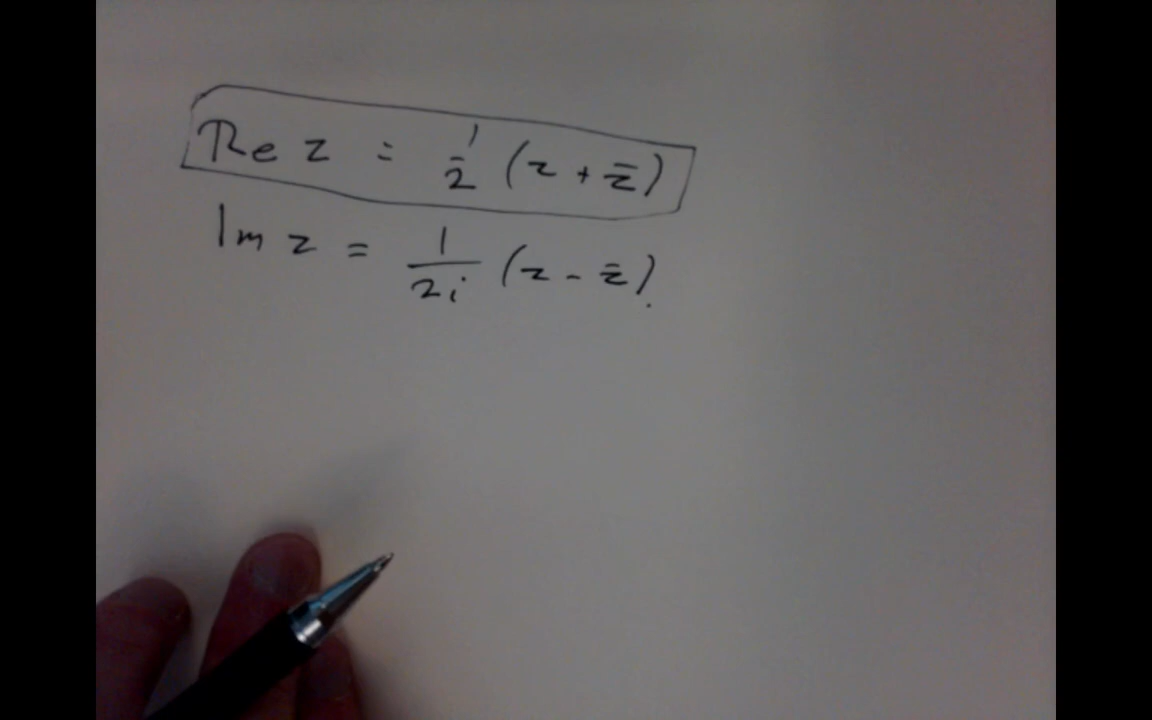 Re z = 1/2 (z + z̄)
Im z = 1/2i (z - z̄).